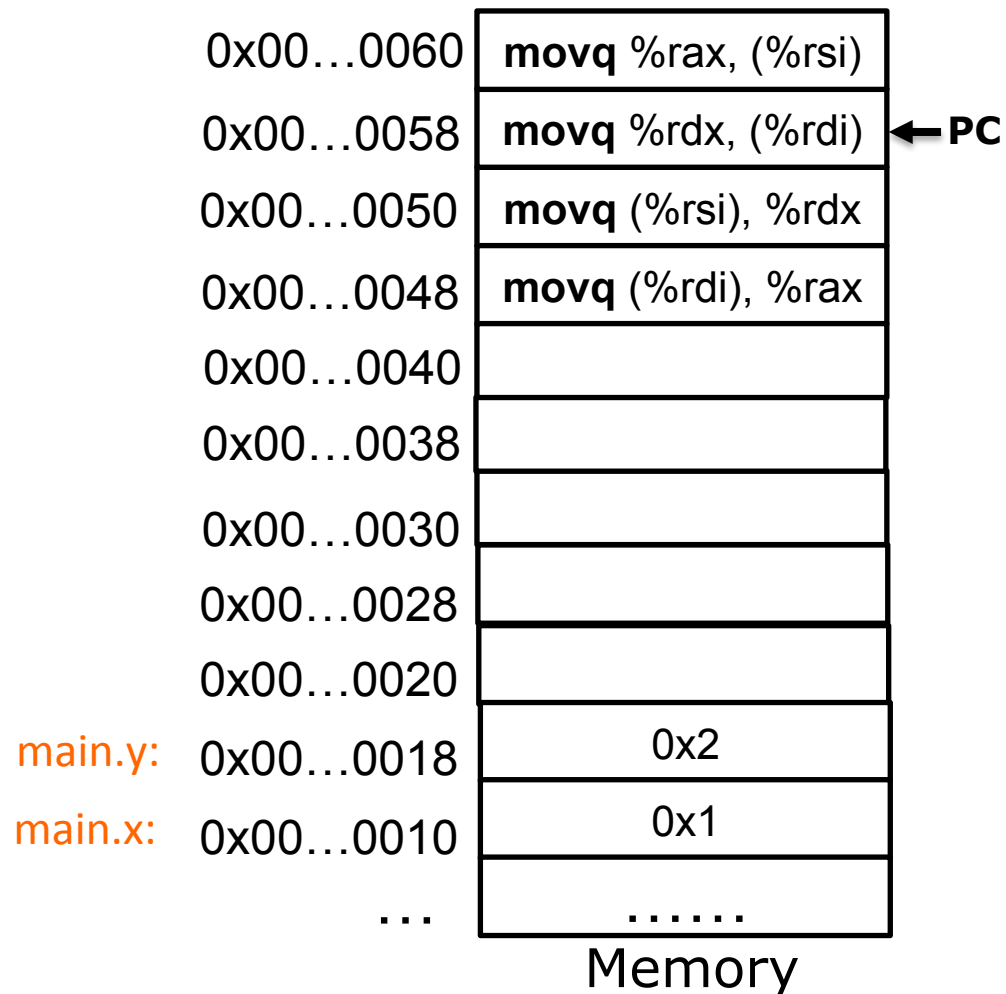 0x00…0060 movq %rax, (%rsi)
0x00…0058 movq %rdx, (%rdi) PC
0x00…0050 movq (%rsi), %rdx
0x00…0048 movq (%rdi), %rax
0x00…0040
0x00…0038
0x00…0030
0x00…0028
0x00…0020
main.y: 0x00…0018 0x2
main.x: 0x00…0010 0x1
… ……
Memory